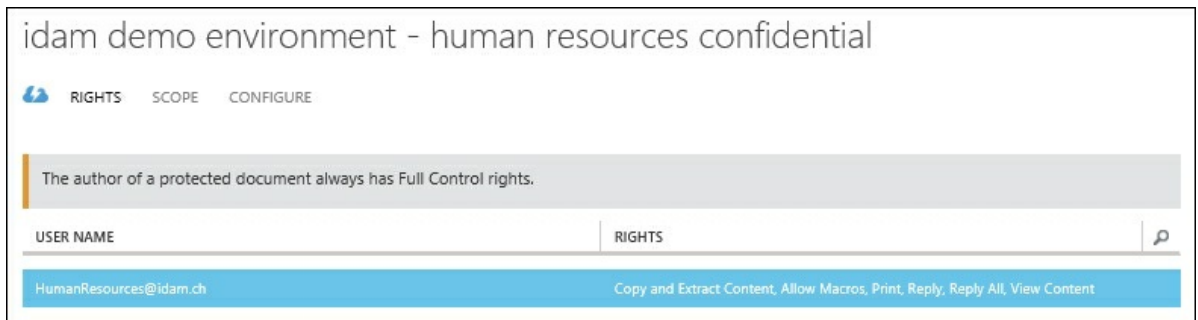 idam demo environment - human resources confidential
RIGHTS SCOPE CONFIGURE
The author of a protected document always has Full Control rights.
USER NAME RIGHTS
HumanResources@idam.ch Copy and Extract Content, Allow Macros, Print, Reply, Reply All, View Content